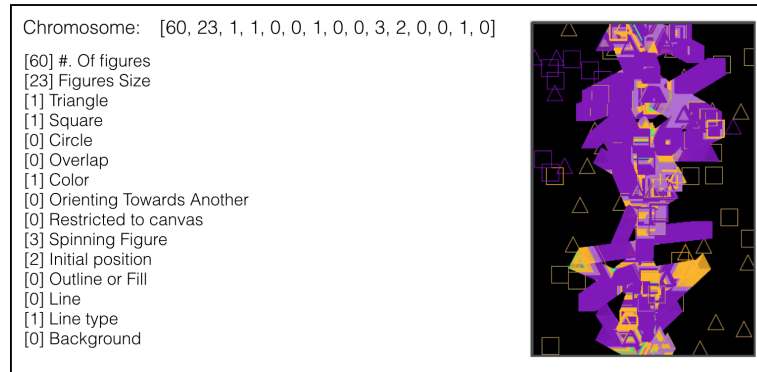 Chromosome: [60, 23, 1, 1, 0, 0, 1, 0, 0, 3, 2, 0, 0, 1, 0]
[60] #. Of figures
[23] Figures Size
[1] Triangle
[1] Square
[0] Circle
[0] Overlap
[1] Color
[0] Orienting Towards Another
[0] Restricted to canvas
[3] Spinning Figure
[2] Initial position
[0] Outline or Fill
[0] Line
[1] Line type
[0] Background